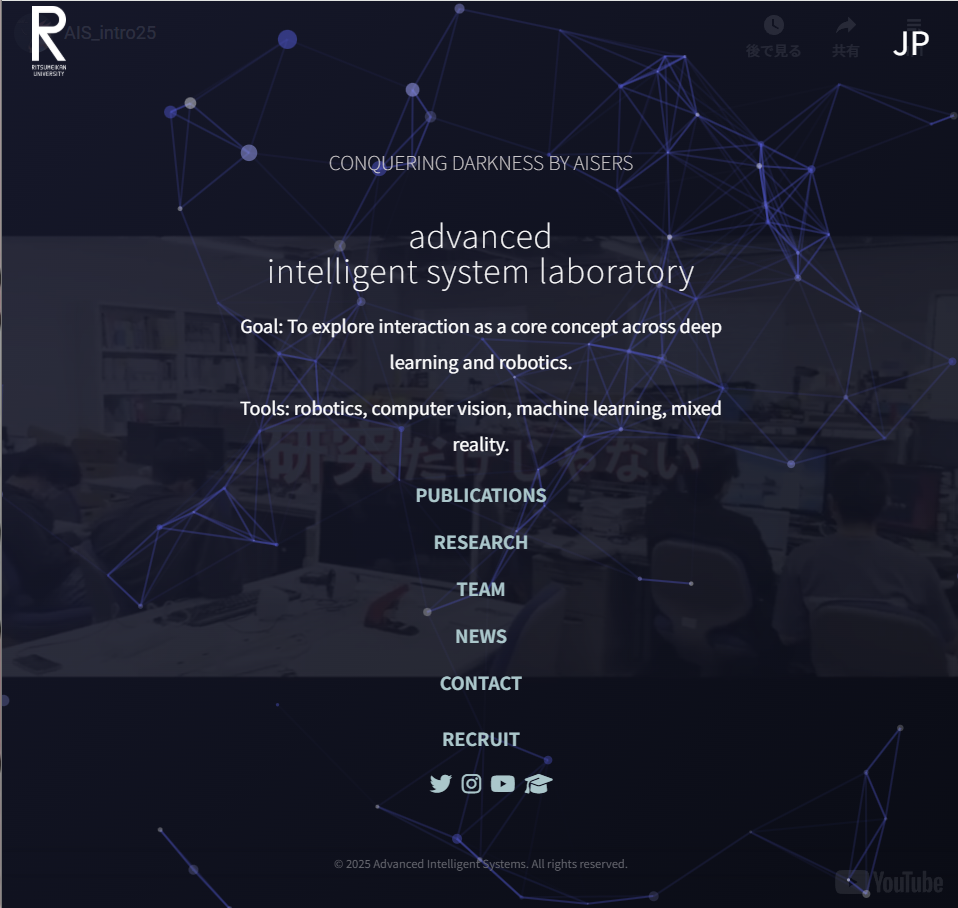 AIS_intro25
後で見る
共有
JP
RITSUMEIKAN
UNIVERSITY
CONQUERING DARKNESS BY AISERS
advanced
intelligent system laboratory
Goal: To explore interaction as a core concept across deep
learning and robotics.
Tools: robotics, computer vision, machine learning, mixed
reality.
研究だけじゃない
PUBLICATIONS
RESEARCH
TEAM
NEWS
CONTACT
RECRUIT
© 2025 Advanced Intelligent Systems. All rights reserved.
YouTube